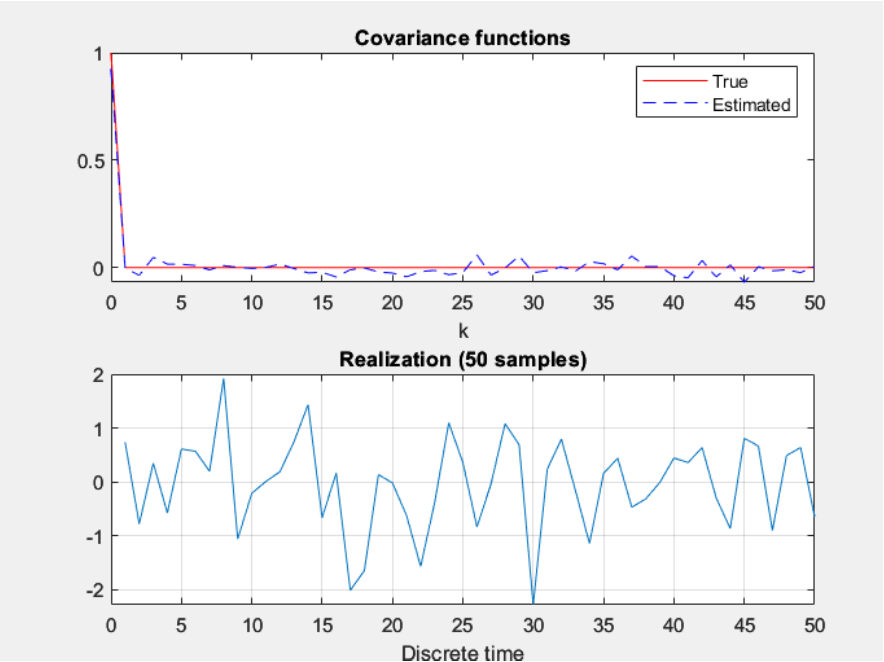 Covariance functions
1
0.5
0
True
Estimated
0 5 10 15 20 25 30 35 40 45 50
k
Realization (50 samples)
2
1
0
-1
-2
0 5 10 15 20 25 30 35 40 45 50
Discrete time